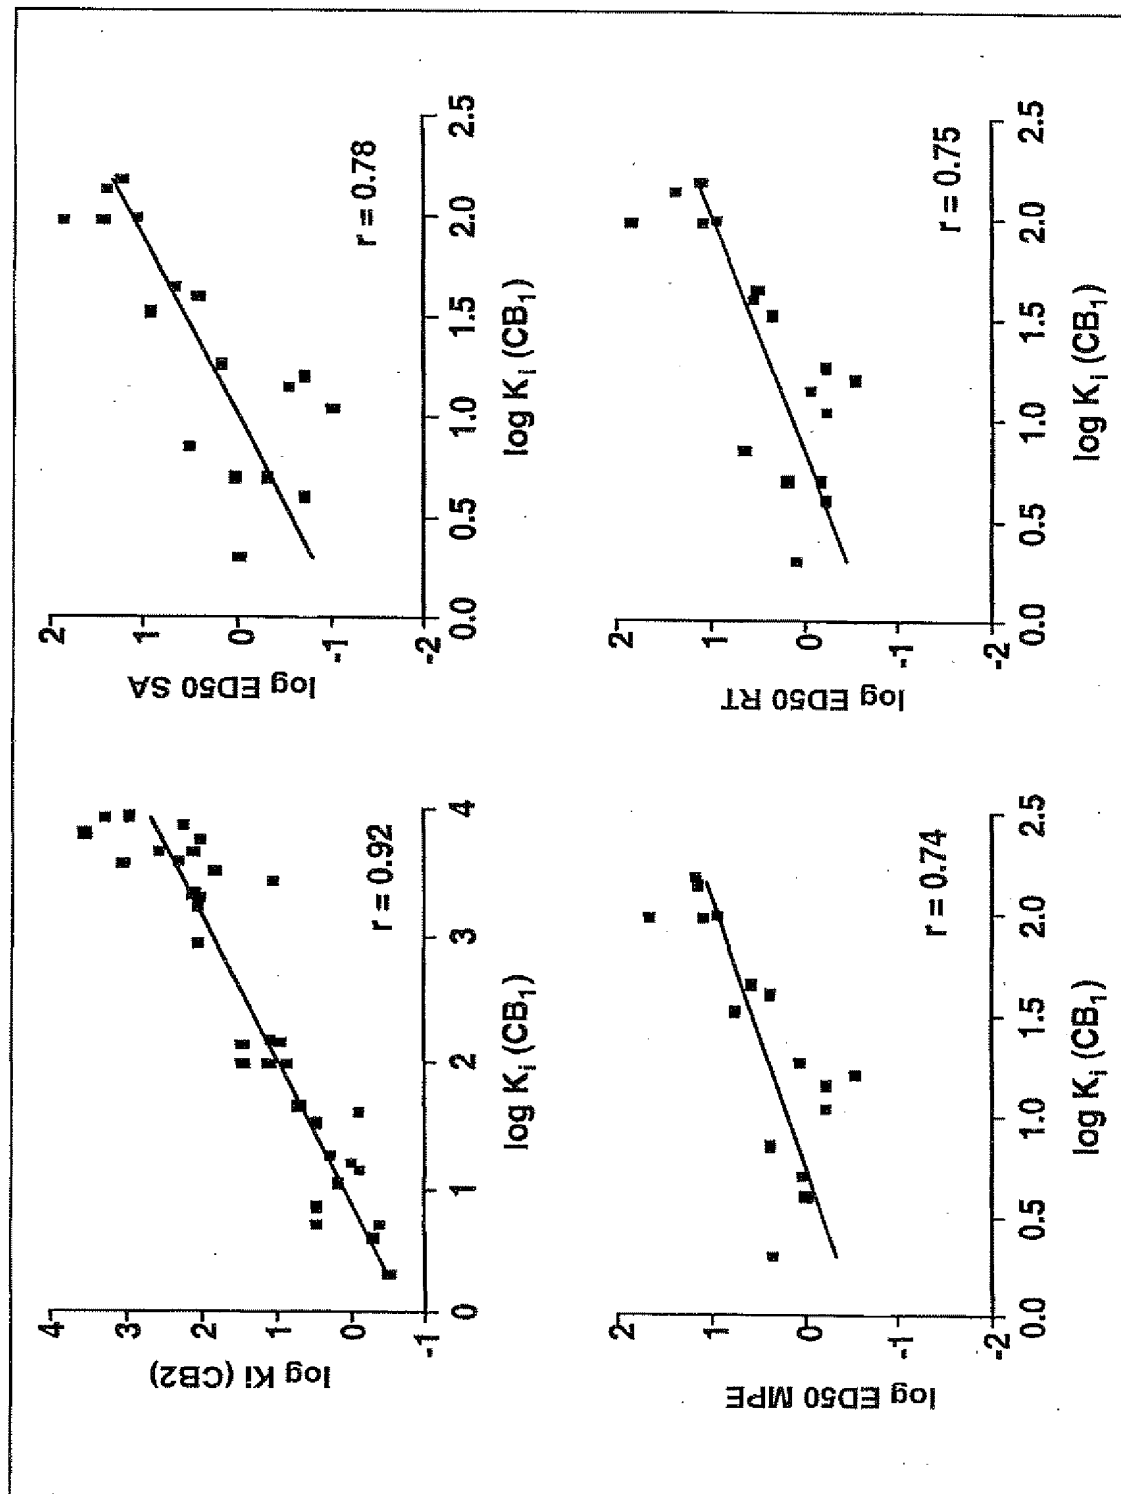 log Ki (CB2)
4
3
2
1
0
-1
r = 0.92
0 1 2 3 4
log Ki (CB1)
log ED50 SA
2
1
0
-1
-2
r = 0.78
0.0 0.5 1.0 1.5 2.0 2.5
log Ki (CB1)
log ED50 MPE
2
1
0
-1
-2
r = 0.74
0.0 0.5 1.0 1.5 2.0 2.5
log Ki (CB1)
log ED50 RT
2
1
0
-1
-2
r = 0.75
0.0 0.5 1.0 1.5 2.0 2.5
log Ki (CB1)